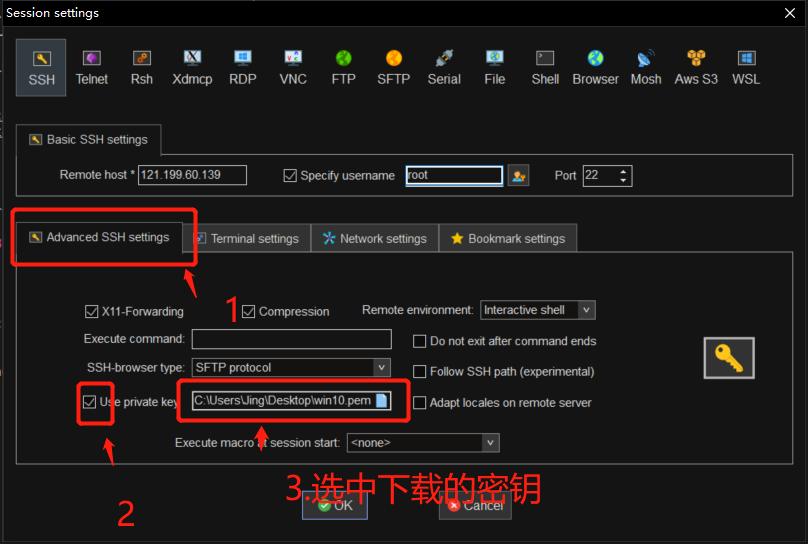 Session settings
SSH Telnet Rsh Xdmcp RDP VNC FTP SFTP Serial File Shell Browser Mosh Aws S3 WSL
Basic SSH settings
Remote host * 121.199.60.139 Specify username root Port 22
Advanced SSH settings Terminal settings Network settings Bookmark settings
1
X11-Forwarding Compression Remote environment: Interactive shell
Execute command: Do not exit after command ends
SSH-browser type: SFTP protocol Follow SSH path (experimental)
Use private key C:\Users\Jing\Desktop\win10.pem Adapt locales on remote server
Execute macro at session start: <none>
2
3.选中下载的密钥
OK Cancel